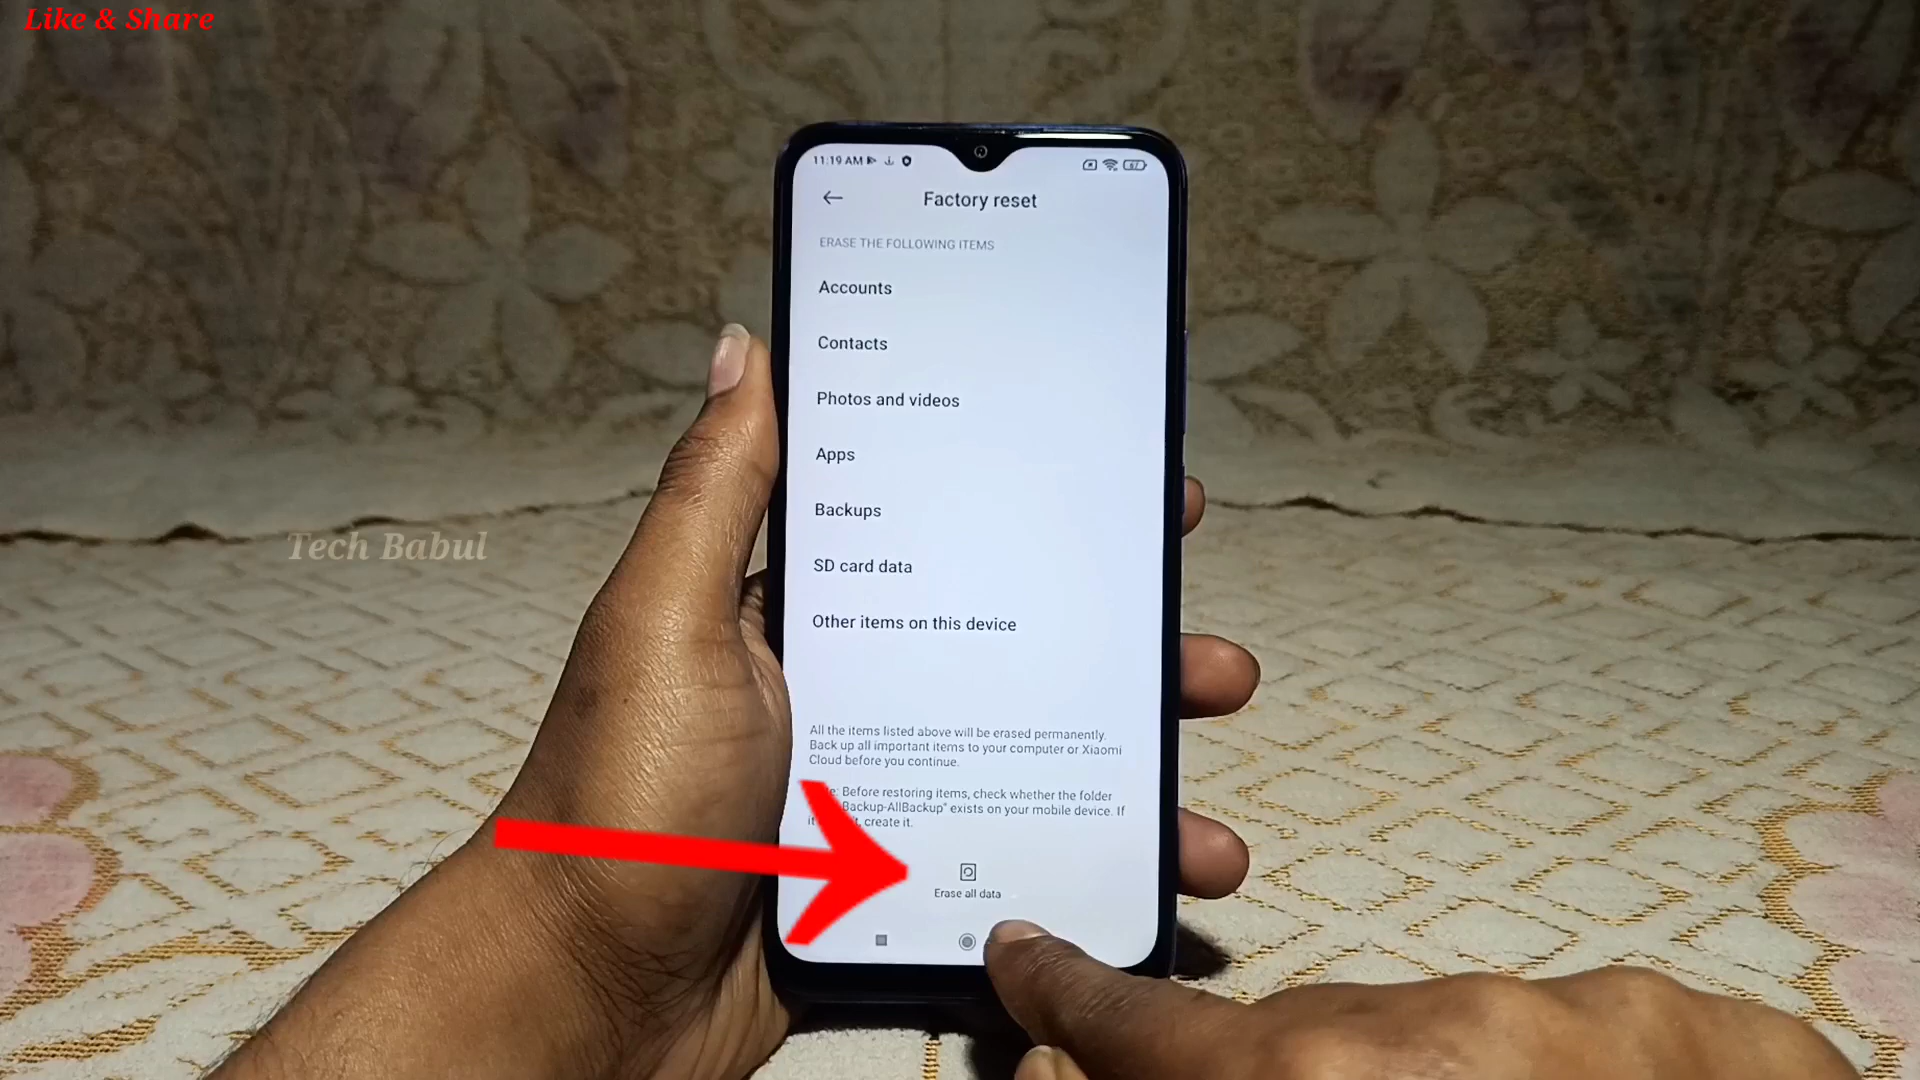 Like & Share
11:19 AM
67
Factory reset
ERASE THE FOLLOWING ITEMS
Accounts
Contacts
Photos and videos
Apps
Backups
SD card data
Other items on this device
Tech Babul
All the items listed above will be erased permanently.
Back up all important items to your computer or Xiaomi
Cloud before you continue.
Before restoring items, check whether the folder
Backup-AllBackup" exists on your mobile device. If
it create it.
Erase all data